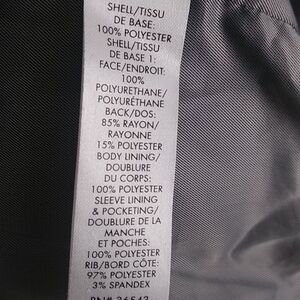 SHELL/TISSU
DE BASE:
100% POLYESTER
SHELL/TISSU
DE BASE 1:
FACE/ENDROIT:
100%
POLYURETHANE/
POLYURÉTHANE
BACK/DOS:
85% RAYON/
RAYONNE
15% POLYESTER
BODY LINING/
DOUBLURE
DU CORPS:
100% POLYESTER
SLEEVE LINING
& POCKETING/
DOUBLURE DE LA
MANCHE
ET POCHES:
100% POLYESTER
RIB/BORD CÔTE:
97% POLYESTER
3% SPANDEX
RN# 36543